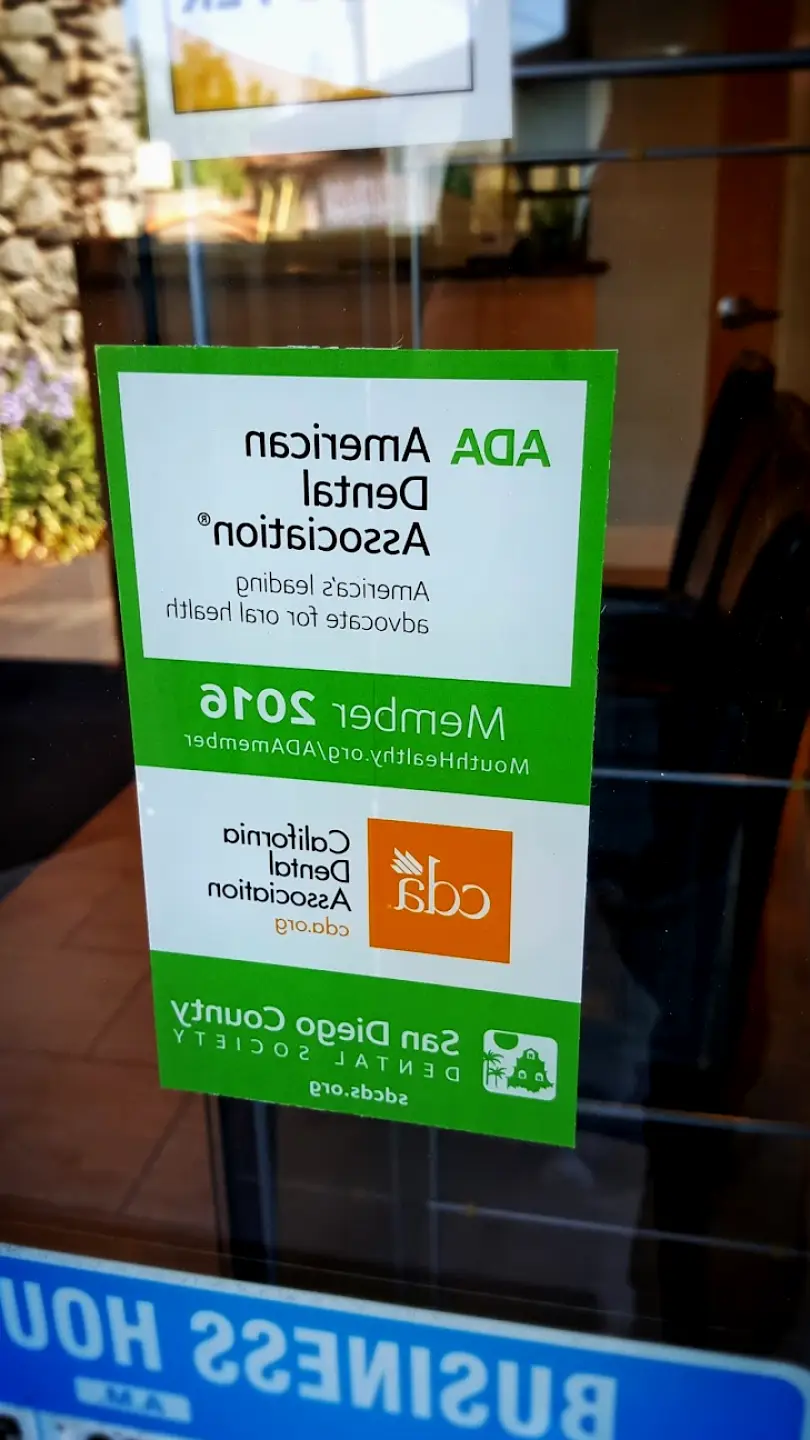 ADA American
Dental
Association®
America's leading
advocate for oral health
Member 2016
MouthHealthy.org/ADAmember
cda
California
Dental
Association
cda.org
San Diego County
DENTAL SOCIETY
sdcds.org
BUSINESS HOU
AM